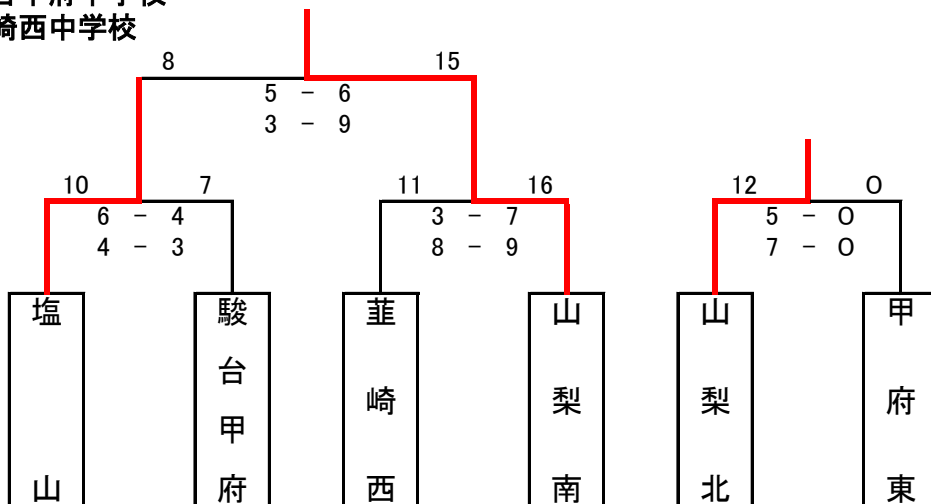 崎西中学校
8 15
5 - 6
3 - 9
10 7 11 16 12 0
6 - 4 3 - 7 5 - 0
4 - 3 8 - 9 7 - 0
塩山
駿台甲府
韮崎西
山梨南
山梨北
甲府東